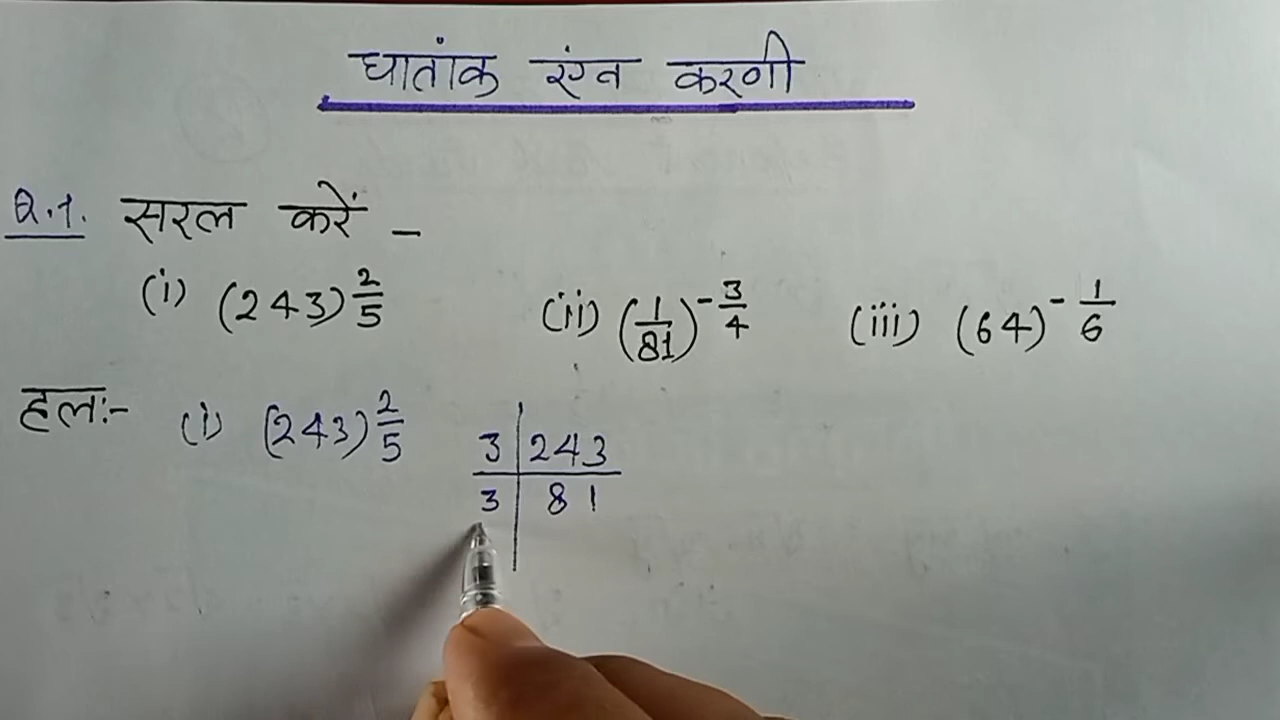 घातांक एंव करणी
Q.1. सरल करें -
(i) (243)^2/5 (ii) (1/81)^-3/4 (iii) (64)^-1/6
हल:- (i) (243)^2/5
3 | 243
3 | 81